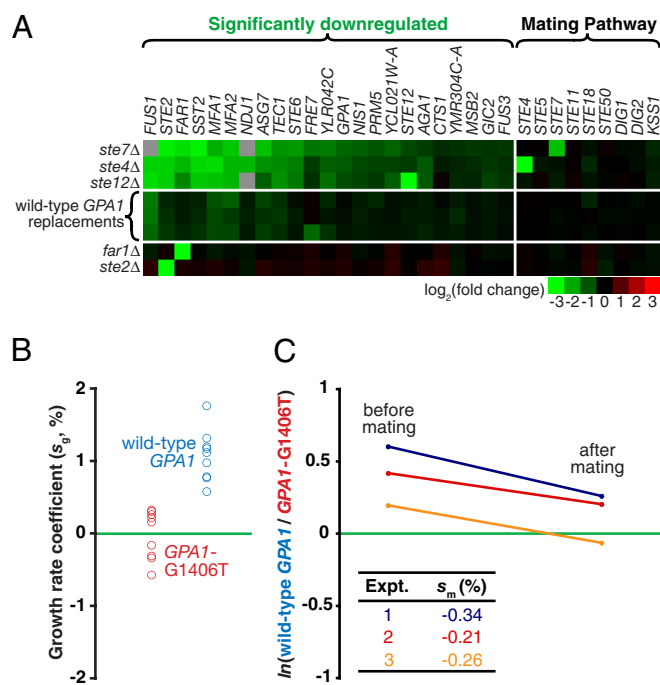 A
Significantly downregulated
Mating Pathway
FUS1
STE2
FAR1
SST2
MFA1
MFA2
NDJ1
ASG7
TEC1
STE6
FRE7
YLR042C
GPA1
NIS1
PRM5
YCL021W-A
STE12
AGA1
CTS1
YMR304C-A
MSB2
GIC2
FUS3
STE4
STE5
STE7
STE11
STE18
STE50
DIG1
DIG2
KSS1
ste7Δ
ste4Δ
ste12Δ
wild-type GPA1
replacements
far1Δ
ste2Δ
log2(fold change)
-3 -2 -1 0 1 2 3
B
Growth rate coefficient (sg, %)
2
1
0
-1
-2
wild-type
GPA1
GPA1-
G1406T
C
ln(wild-type GPA1 / GPA1-G1406T)
1
0.5
0
-0.5
-1
before
mating
after
mating
Expt. sm (%)
1 -0.34
2 -0.21
3 -0.26